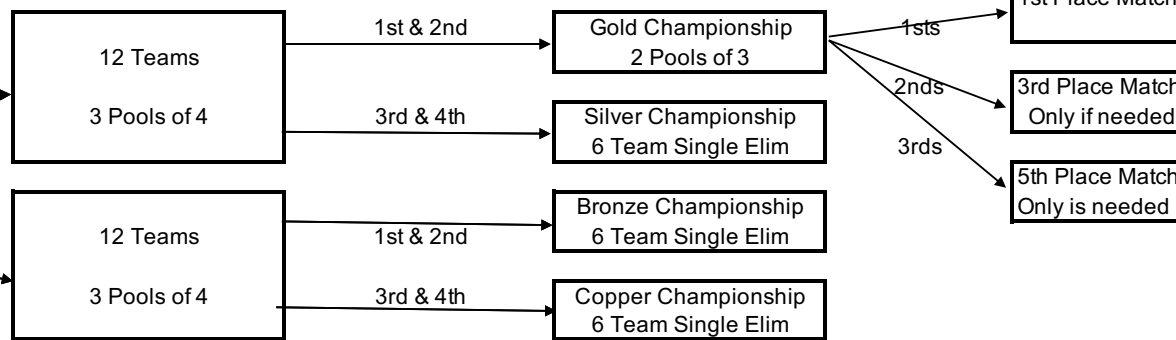 12 Teams
3 Pools of 4
1st & 2nd
3rd & 4th
Gold Championship
2 Pools of 3
Silver Championship
6 Team Single Elim
1sts
2nds
3rds
1st Place Match
3rd Place Match
Only if needed
5th Place Match
Only is needed
12 Teams
3 Pools of 4
1st & 2nd
3rd & 4th
Bronze Championship
6 Team Single Elim
Copper Championship
6 Team Single Elim